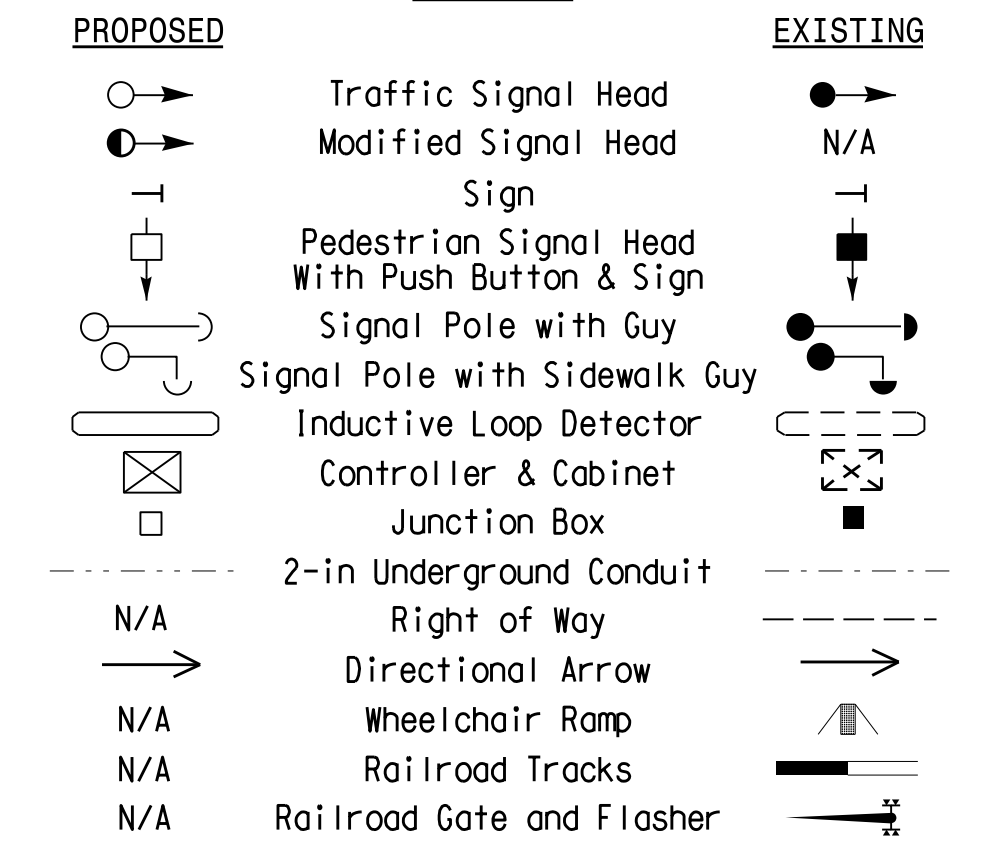 PROPOSED EXISTING
Traffic Signal Head
Modified Signal Head N/A
Sign
Pedestrian Signal Head
With Push Button & Sign
Signal Pole with Guy
Signal Pole with Sidewalk Guy
Inductive Loop Detector
Controller & Cabinet
Junction Box
2-in Underground Conduit
N/A Right of Way
Directional Arrow
N/A Wheelchair Ramp
N/A Railroad Tracks
N/A Railroad Gate and Flasher